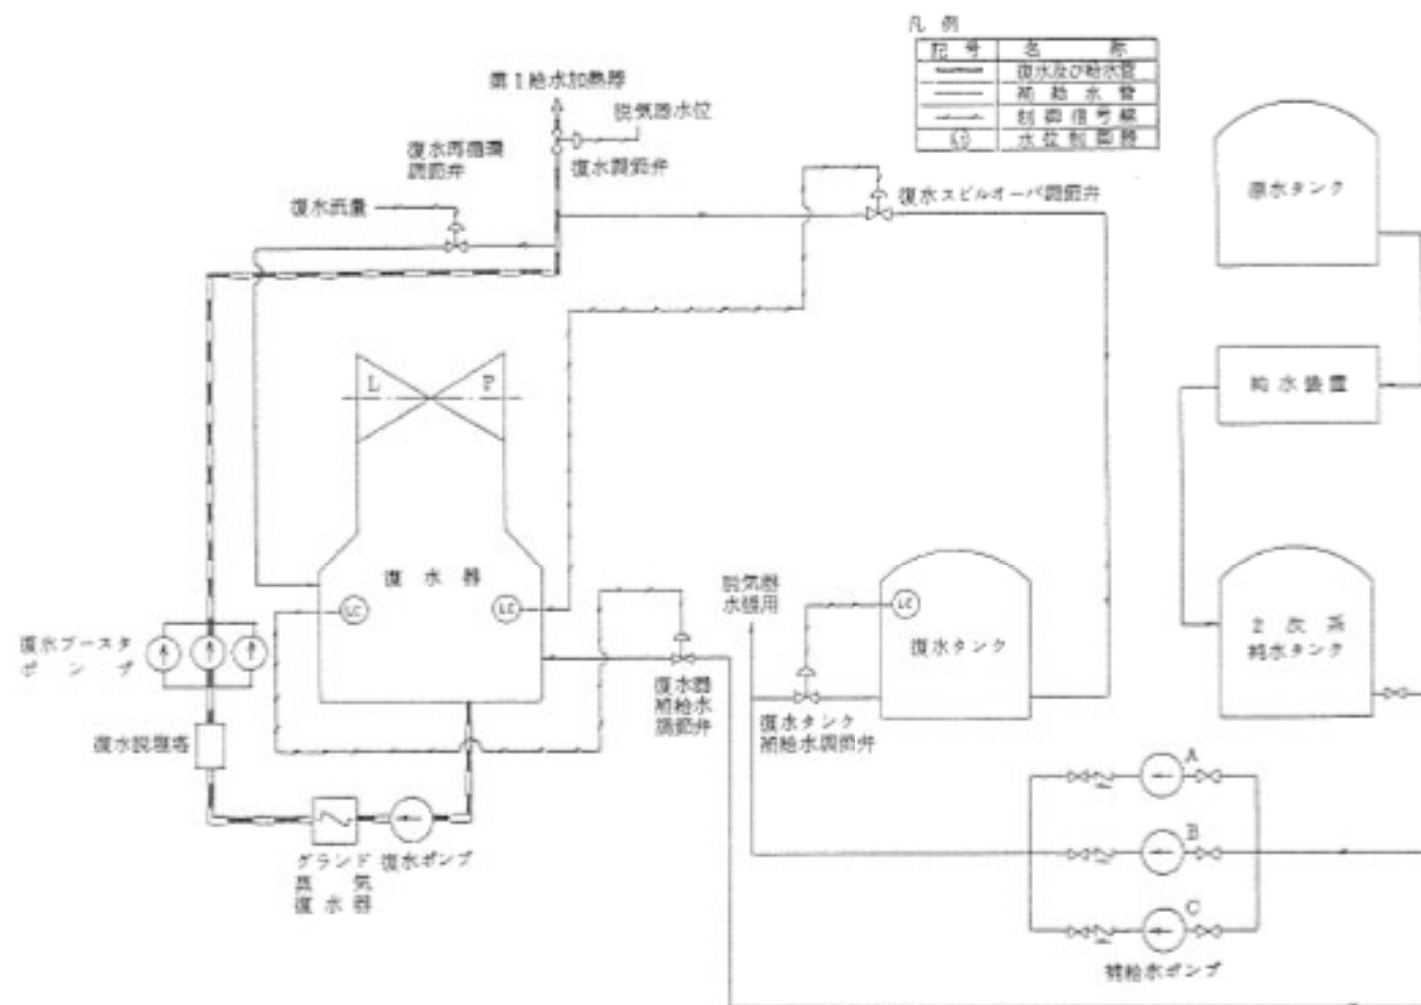 凡例
記号 名称
復水及び給水管
補給水管
制御信号線
LC 水位制御器
第1給水加熱器
脱気器水位
復水再循環
調節弁
復水調節弁
復水流量
復水スピルオーバ調節弁
原水タンク
純水装置
L P
復水器
LC
LC
脱気器
水張用
LC
復水タンク
2次系
純水タンク
復水ブースタ
ポンプ
復水器
補給水
調節弁
復水タンク
補給水調節弁
復水脱塩塔
A
B
C
グランド
蒸気
復水器
復水ポンプ
補給水ポンプ